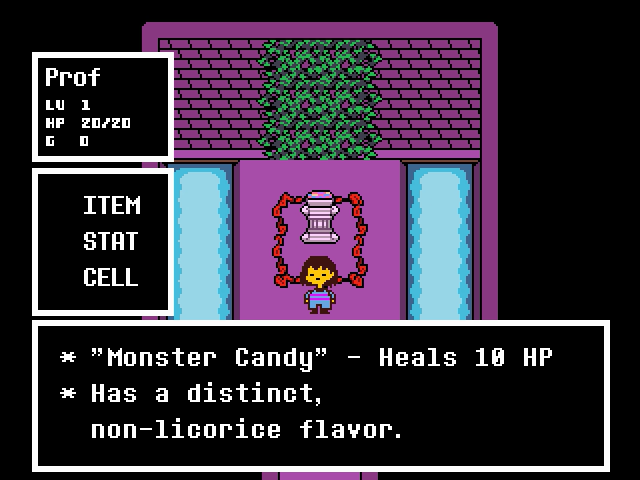 Prof
LV 1
HP 20/20
G 0
ITEM
STAT
CELL
* "Monster Candy" - Heals 10 HP
* Has a distinct,
non-licorice flavor.